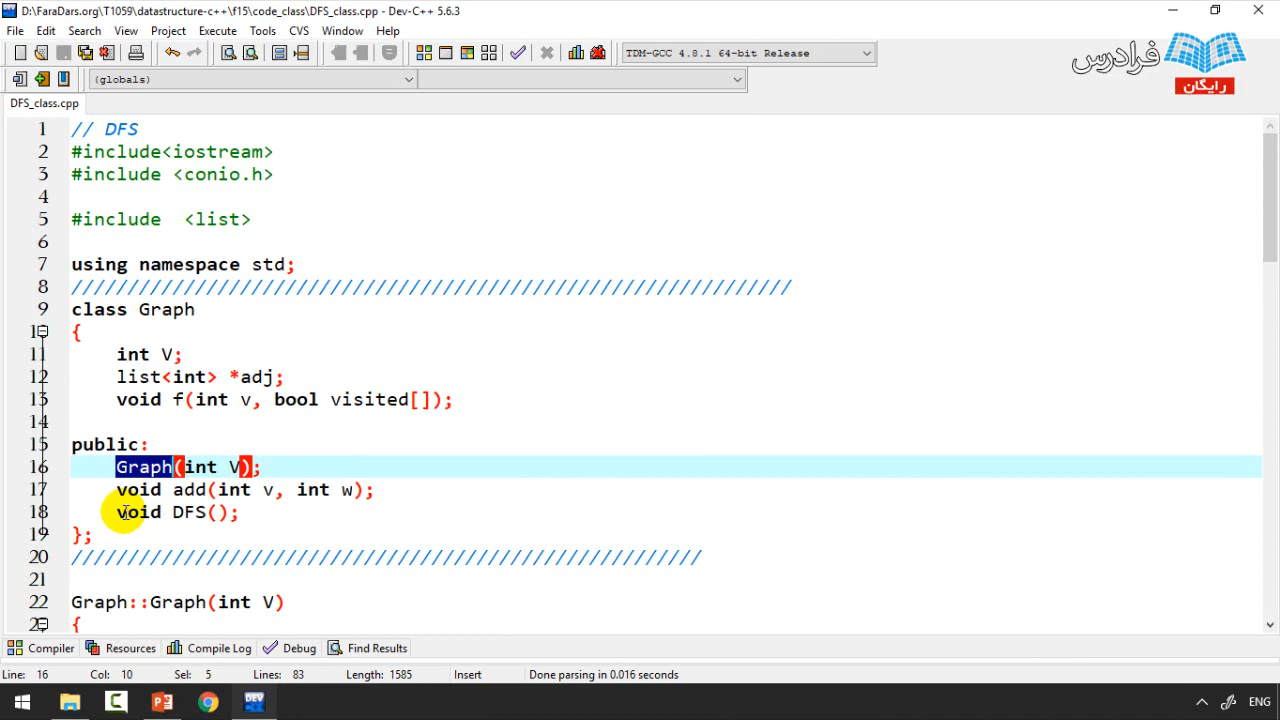 D:\FaraDars.org\T1059\datastructure-c++\f15\code_class\DFS_class.cpp - Dev-C++ 5.6.3
File Edit Search View Project Execute Tools CVS Window Help
TDM-GCC 4.8.1 64-bit Release
(globals)
فرادرس
رایگان
DFS_class.cpp
1 // DFS
2 #include<iostream>
3 #include <conio.h>
4
5 #include  <list>
6
7 using namespace std;
8 ////////////////////////////////////////////////////////////////
9 class Graph
10 {
11     int V;
12     list<int> *adj;
13     void f(int v, bool visited[]);
14
15 public:
16     Graph(int V);
17     void add(int v, int w);
18     void DFS();
19 };
20 ////////////////////////////////////////////////////////
21
22 Graph::Graph(int V)
2 {
Compiler Resources Compile Log Debug Find Results
Line: 16 Col: 10 Sel: 5 Lines: 83 Length: 1585 Insert Done parsing in 0.016 seconds
DEV ENG